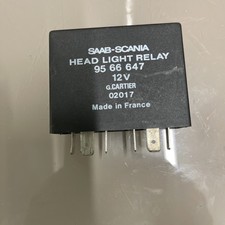 SAAB-SCANIA
HEAD LIGHT RELAY
95 66 647
12V
G.CARTIER
02017
Made in France